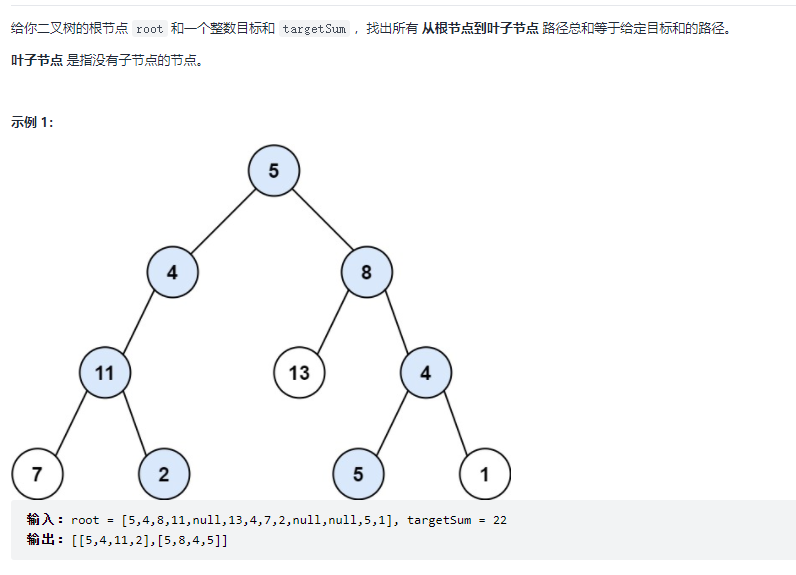 给你二叉树的根节点 root 和一个整数目标和 targetSum ，找出所有 从根节点到叶子节点 路径总和等于给定目标和的路径。
叶子节点 是指没有子节点的节点。
示例 1：
5
4
8
11
13
4
7
2
5
1
输入：root = [5,4,8,11,null,13,4,7,2,null,null,5,1], targetSum = 22
输出：[[5,4,11,2],[5,8,4,5]]